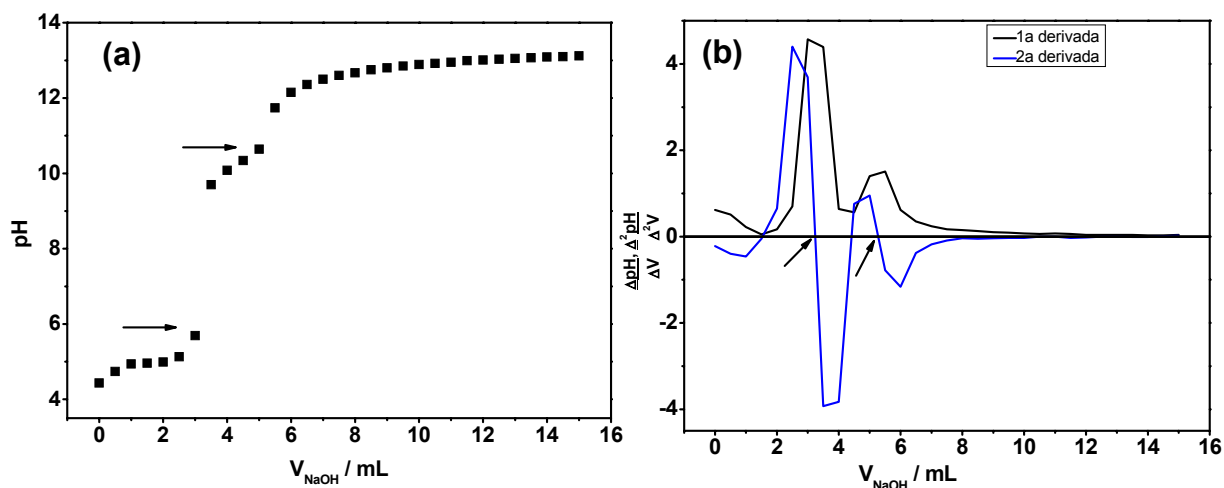 (a)
14
12
10
8
6
4
pH
0 2 4 6 8 10 12 14 16
V_NaOH / mL
(b)
1a derivada
2a derivada
4
2
0
-2
-4
ΔpH, Δ²pH
ΔV Δ²V
0 2 4 6 8 10 12 14 16
V_NaOH / mL